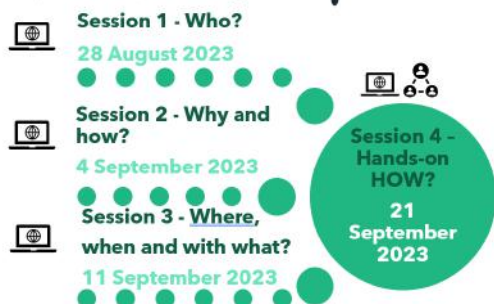 Session 1 - Who?
28 August 2023
Session 2 - Why and
how?
4 September 2023
Session 3 - Where,
when and with what?
11 September 2023
Session 4 -
Hands-on
HOW?
21
September
2023